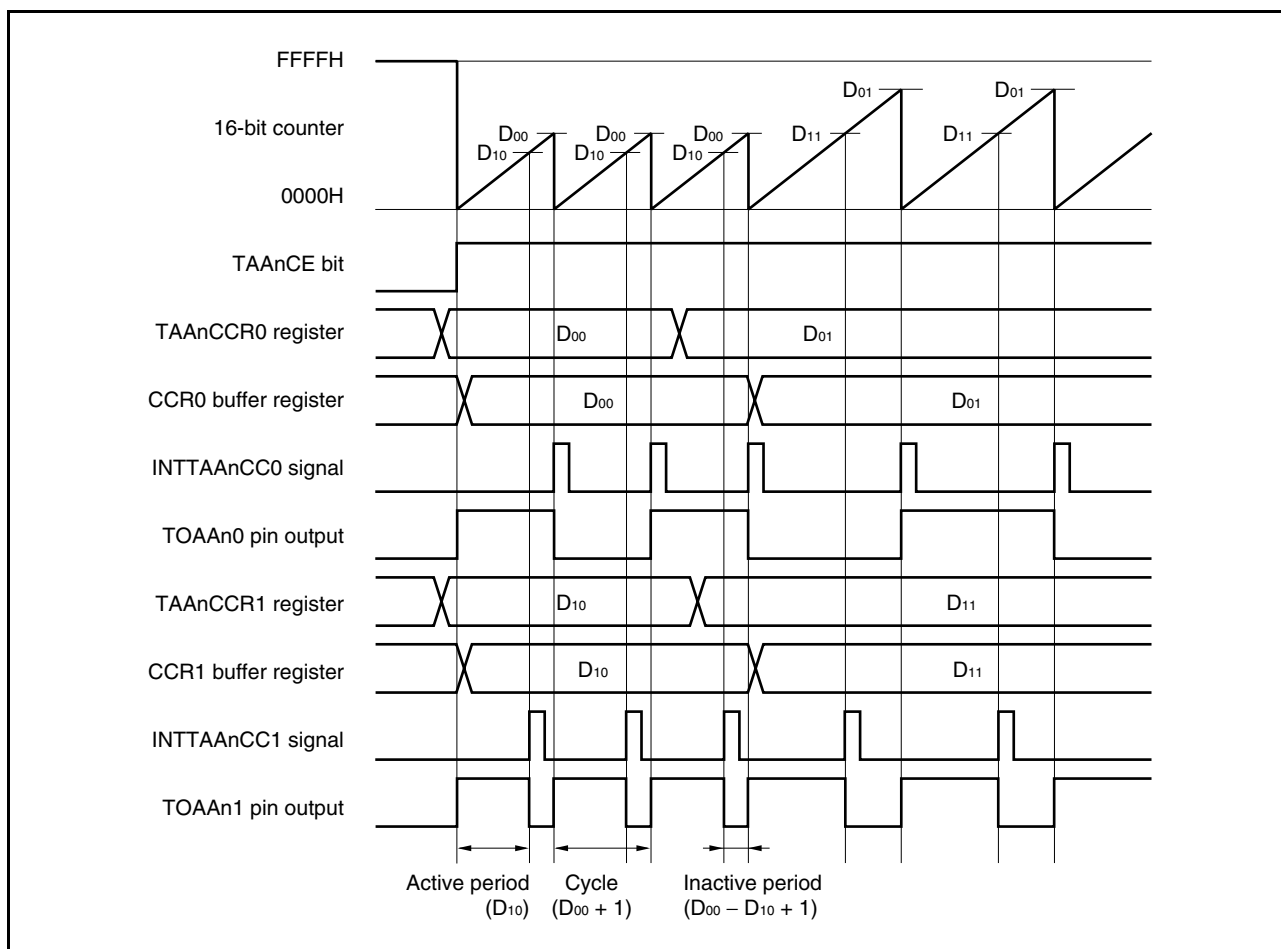 FFFFH
16-bit counter
0000H
D01
D01
D00
D00
D00
D11
D11
D10
D10
D10
TAAnCE bit
TAAnCCR0 register
D00
D01
CCR0 buffer register
D00
D01
INTTAAnCC0 signal
TOAAn0 pin output
TAAnCCR1 register
D10
D11
CCR1 buffer register
D10
D11
INTTAAnCC1 signal
TOAAn1 pin output
Active period
(D10)
Cycle
(D00 + 1)
Inactive period
(D00 – D10 + 1)